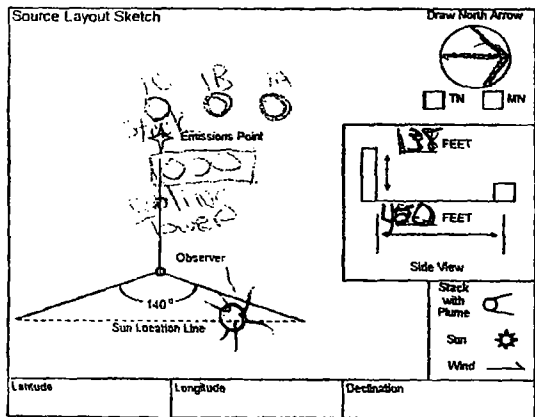 Source Layout Sketch
Draw North Arrow
TN MN
1C 1B 1A
Stack
Emissions Point
Cooling
Tower
138 FEET
450 FEET
Side View
Observer
140°
Sun Location Line
Stack
with
Plume
Sun
Wind
Latitude Longitude Declination